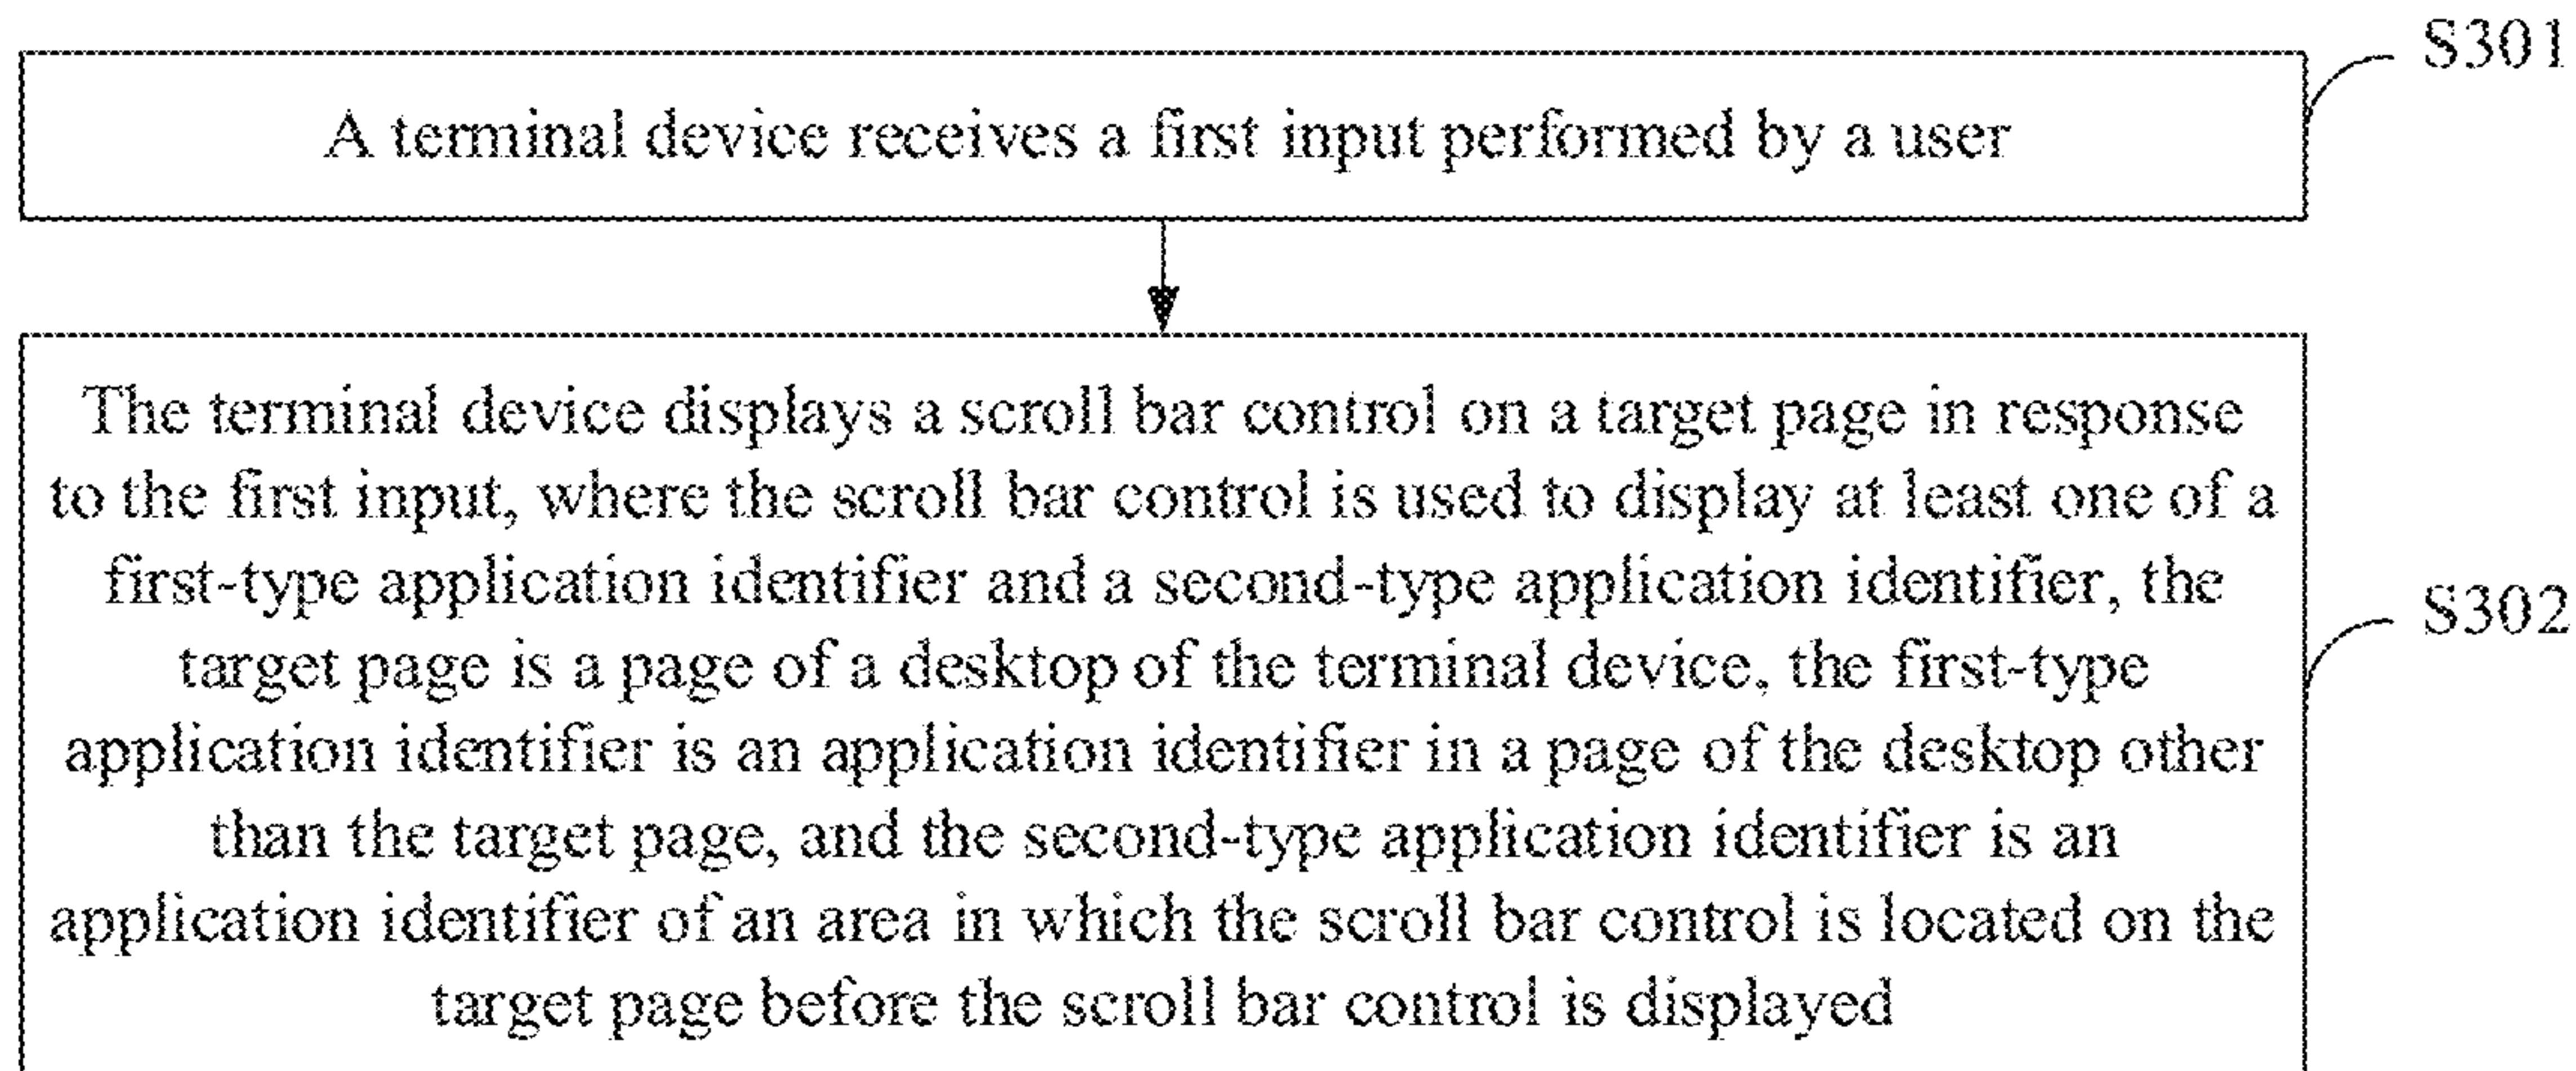 S301
A terminal device receives a first input performed by a user
The terminal device displays a scroll bar control on a target page in response
to the first input, where the scroll bar control is used to display at least one of a
first-type application identifier and a second-type application identifier, the
target page is a page of a desktop of the terminal device, the first-type
application identifier is an application identifier in a page of the desktop other
than the target page, and the second-type application identifier is an
application identifier of an area in which the scroll bar control is located on the
target page before the scroll bar control is displayed
S302